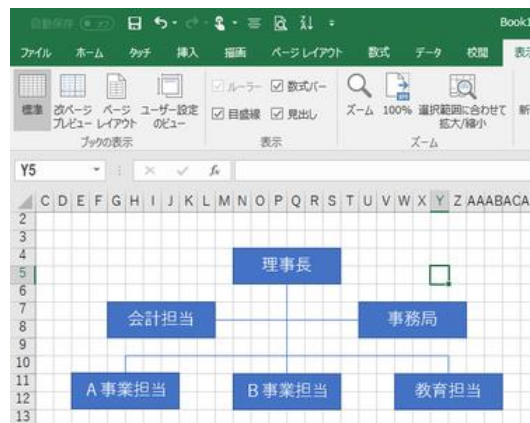 自動保存 オフ Book1
ファイル ホーム タッチ 挿入 描画 ページ レイアウト 数式 データ 校閲 表示
標準 改ページ プレビュー ページ レイアウト ユーザー設定 のビュー
ルーラー 数式バー
目盛線 見出し
ズーム 100% 選択範囲に合わせて 拡大/縮小
ブックの表示 表示 ズーム
Y5 fx
C D E F G H I J K L M N O P Q R S T U V W X Y Z AA AB AC A
2
3
4
5
6
7
8
9
10
11
12
13
理事長
会計担当 事務局
A事業担当 B事業担当 教育担当